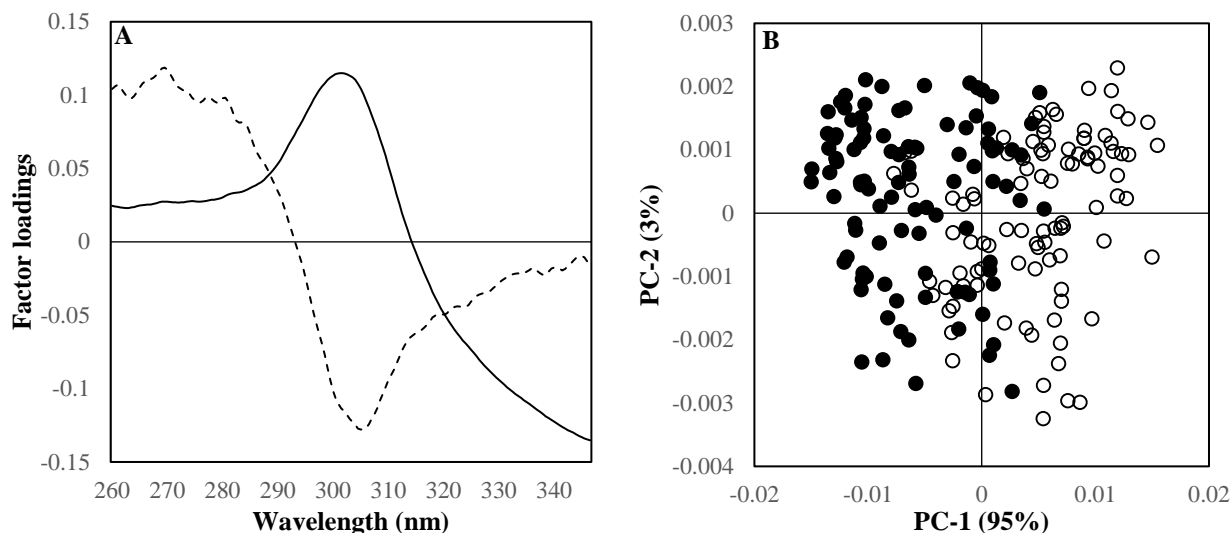 A
0.15
0.1
0.05
0
-0.05
-0.1
-0.15
Factor loadings
260 270 280 290 300 310 320 330 340
Wavelength (nm)
B
0.003
0.002
0.001
0
-0.001
-0.002
-0.003
-0.004
PC-2 (3%)
-0.02 -0.01 0 0.01 0.02
PC-1 (95%)